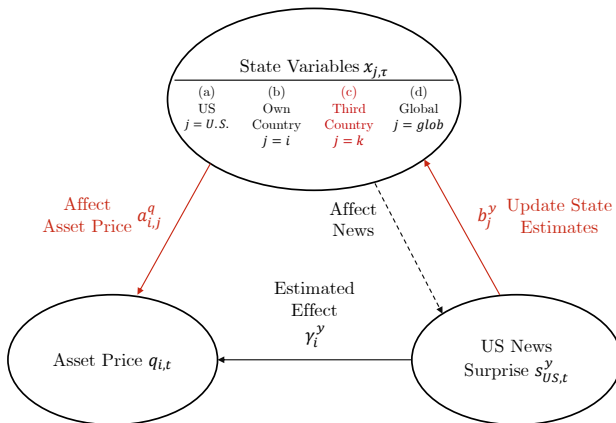 State Variables x_{j,τ}
(a) (b) (c) (d)
US Own Third Global
j = U.S. Country Country j = glob
j = i j = k
Affect
Asset Price a^q_{i,j}
Affect
News
b^y_j Update State
Estimates
Estimated
Effect
γ^y_i
Asset Price q_{i,t}
US News
Surprise s^y_{US,t}